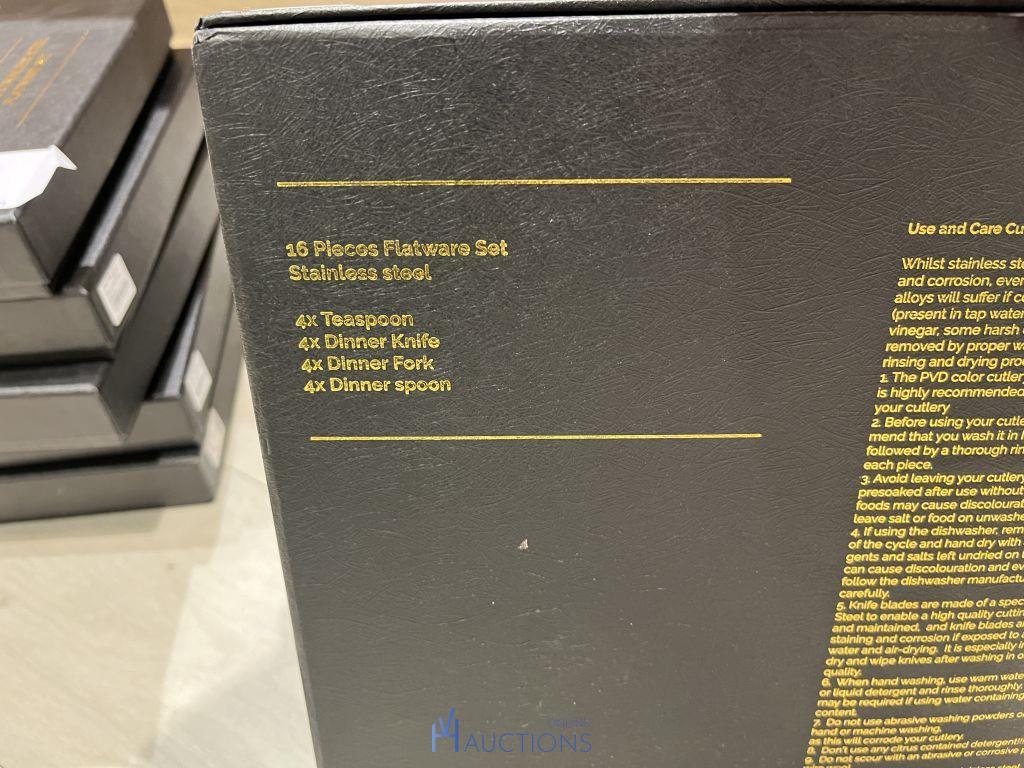 16 Pieces Flatware Set
Stainless steel
4x Teaspoon
4x Dinner Knife
4x Dinner Fork
4x Dinner spoon
Use and Care
Whilst stainless
and corrosion, even
alloys will suffer if
(present in tap water
vinegar, some harsh
removed by proper
rinsing and drying
1. The PVD color cutlery
is highly recommended
your cutlery
2. Before using your
mend that you wash it in
followed by a thorough
each piece.
3. Avoid leaving your cutlery
presoaked after use without
foods may cause
leave salt or food on
4. If using the dishwasher,
of the cycle and hand dry with
gents and salts left undried on
can cause discolouration and
follow the dishwasher
carefully.
5. Knife blades are made of a
Steel to enable a high quality
and maintained, and knife blades
staining and corrosion if exposed to
water and air-drying. It is especially
dry and wipe knives after washing in
quality.
6. When hand washing, use warm
or liquid detergent and rinse thoroughly.
may be required if using water containing
content.
7. Do not use abrasive washing powders
hand or machine washing.
as this will corrode your cutlery.
8. Don't use any citrus contained
9. Do not scour with an abrasive or corrosive
ONLINE
AUCTIONS